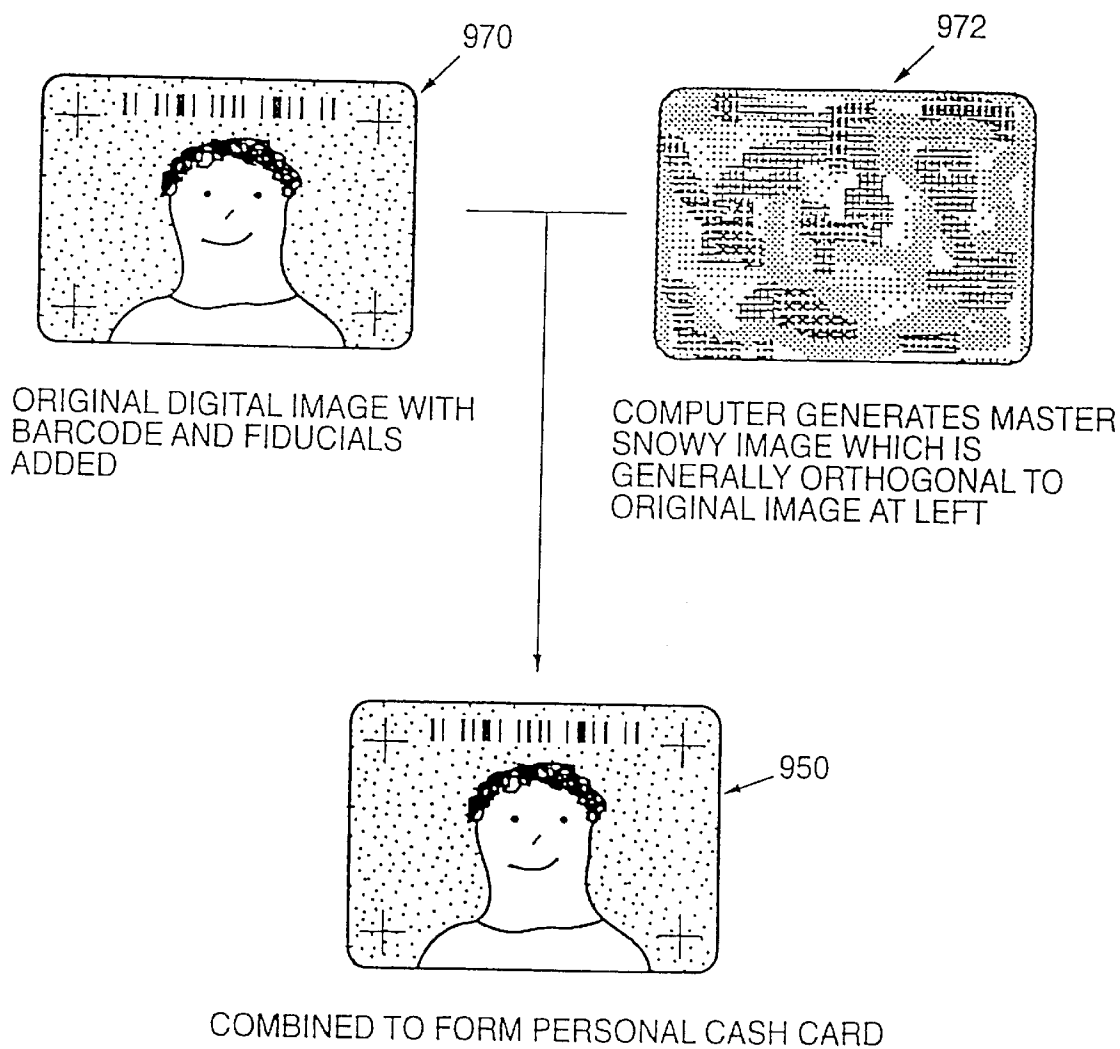 970
972
ORIGINAL DIGITAL IMAGE WITH
BARCODE AND FIDUCIALS
ADDED
COMPUTER GENERATES MASTER
SNOWY IMAGE WHICH IS
GENERALLY ORTHOGONAL TO
ORIGINAL IMAGE AT LEFT
950
COMBINED TO FORM PERSONAL CASH CARD